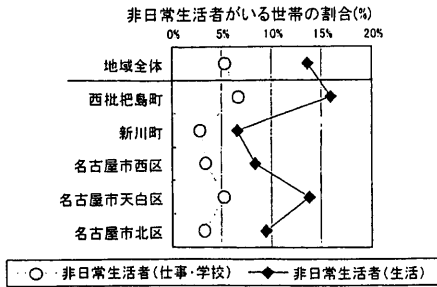 非日常生活者がいる世帯の割合(%)
0% 5% 10% 15% 20%
地域全体
西枇杷島町
新川町
名古屋市西区
名古屋市天白区
名古屋市北区
非日常生活者(仕事・学校) 非日常生活者(生活)